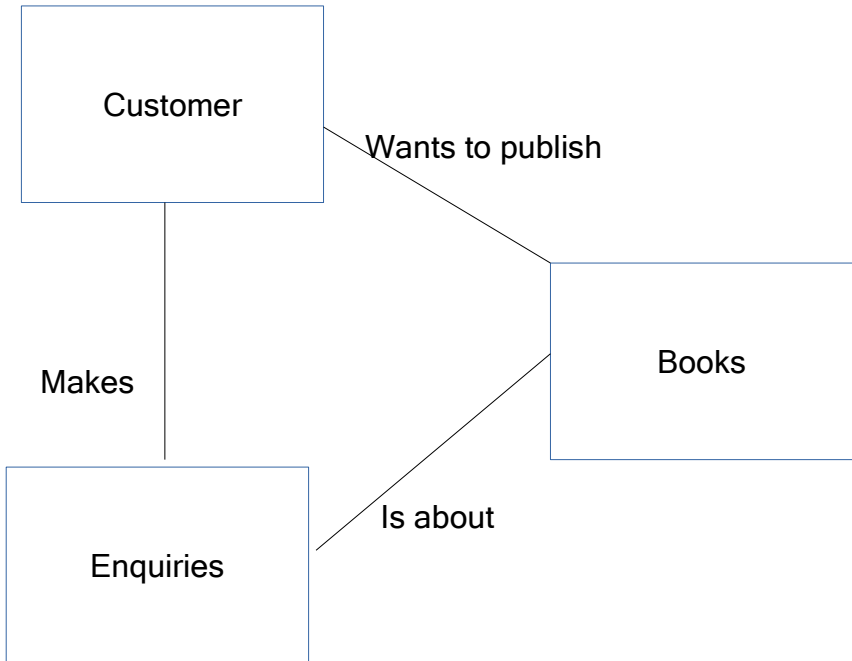 Customer
Wants to publish
Books
Makes
Is about
Enquiries